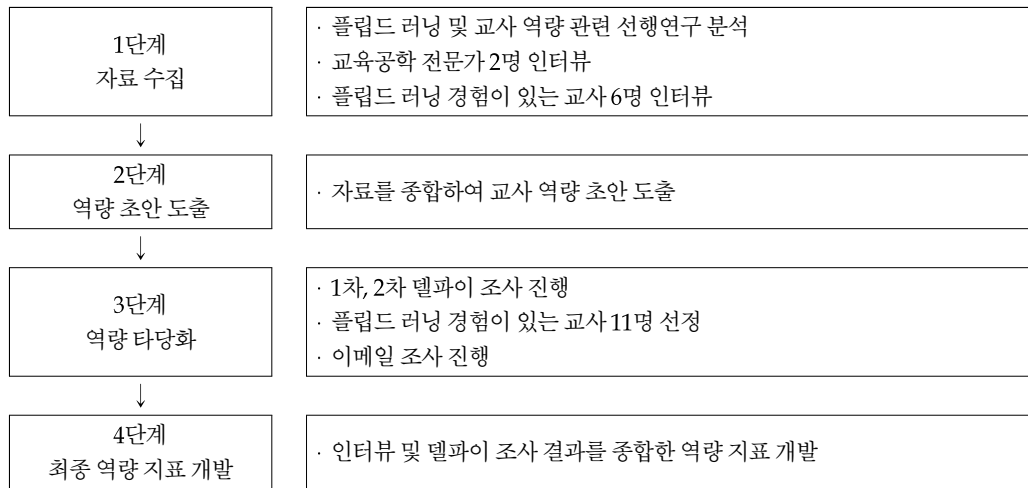 1단계
자료 수집
· 플립드 러닝 및 교사 역량 관련 선행연구 분석
· 교육공학 전문가 2명 인터뷰
· 플립드 러닝 경험이 있는 교사 6명 인터뷰
↓
2단계
역량 초안 도출
· 자료를 종합하여 교사 역량 초안 도출
↓
3단계
역량 타당화
· 1차, 2차 델파이 조사 진행
· 플립드 러닝 경험이 있는 교사 11명 선정
· 이메일 조사 진행
↓
4단계
최종 역량 지표 개발
· 인터뷰 및 델파이 조사 결과를 종합한 역량 지표 개발